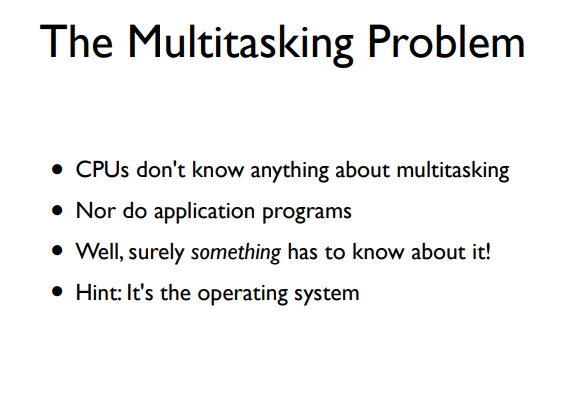 The Multitasking Problem
• CPUs don't know anything about multitasking
• Nor do application programs
• Well, surely something has to know about it!
• Hint: It's the operating system